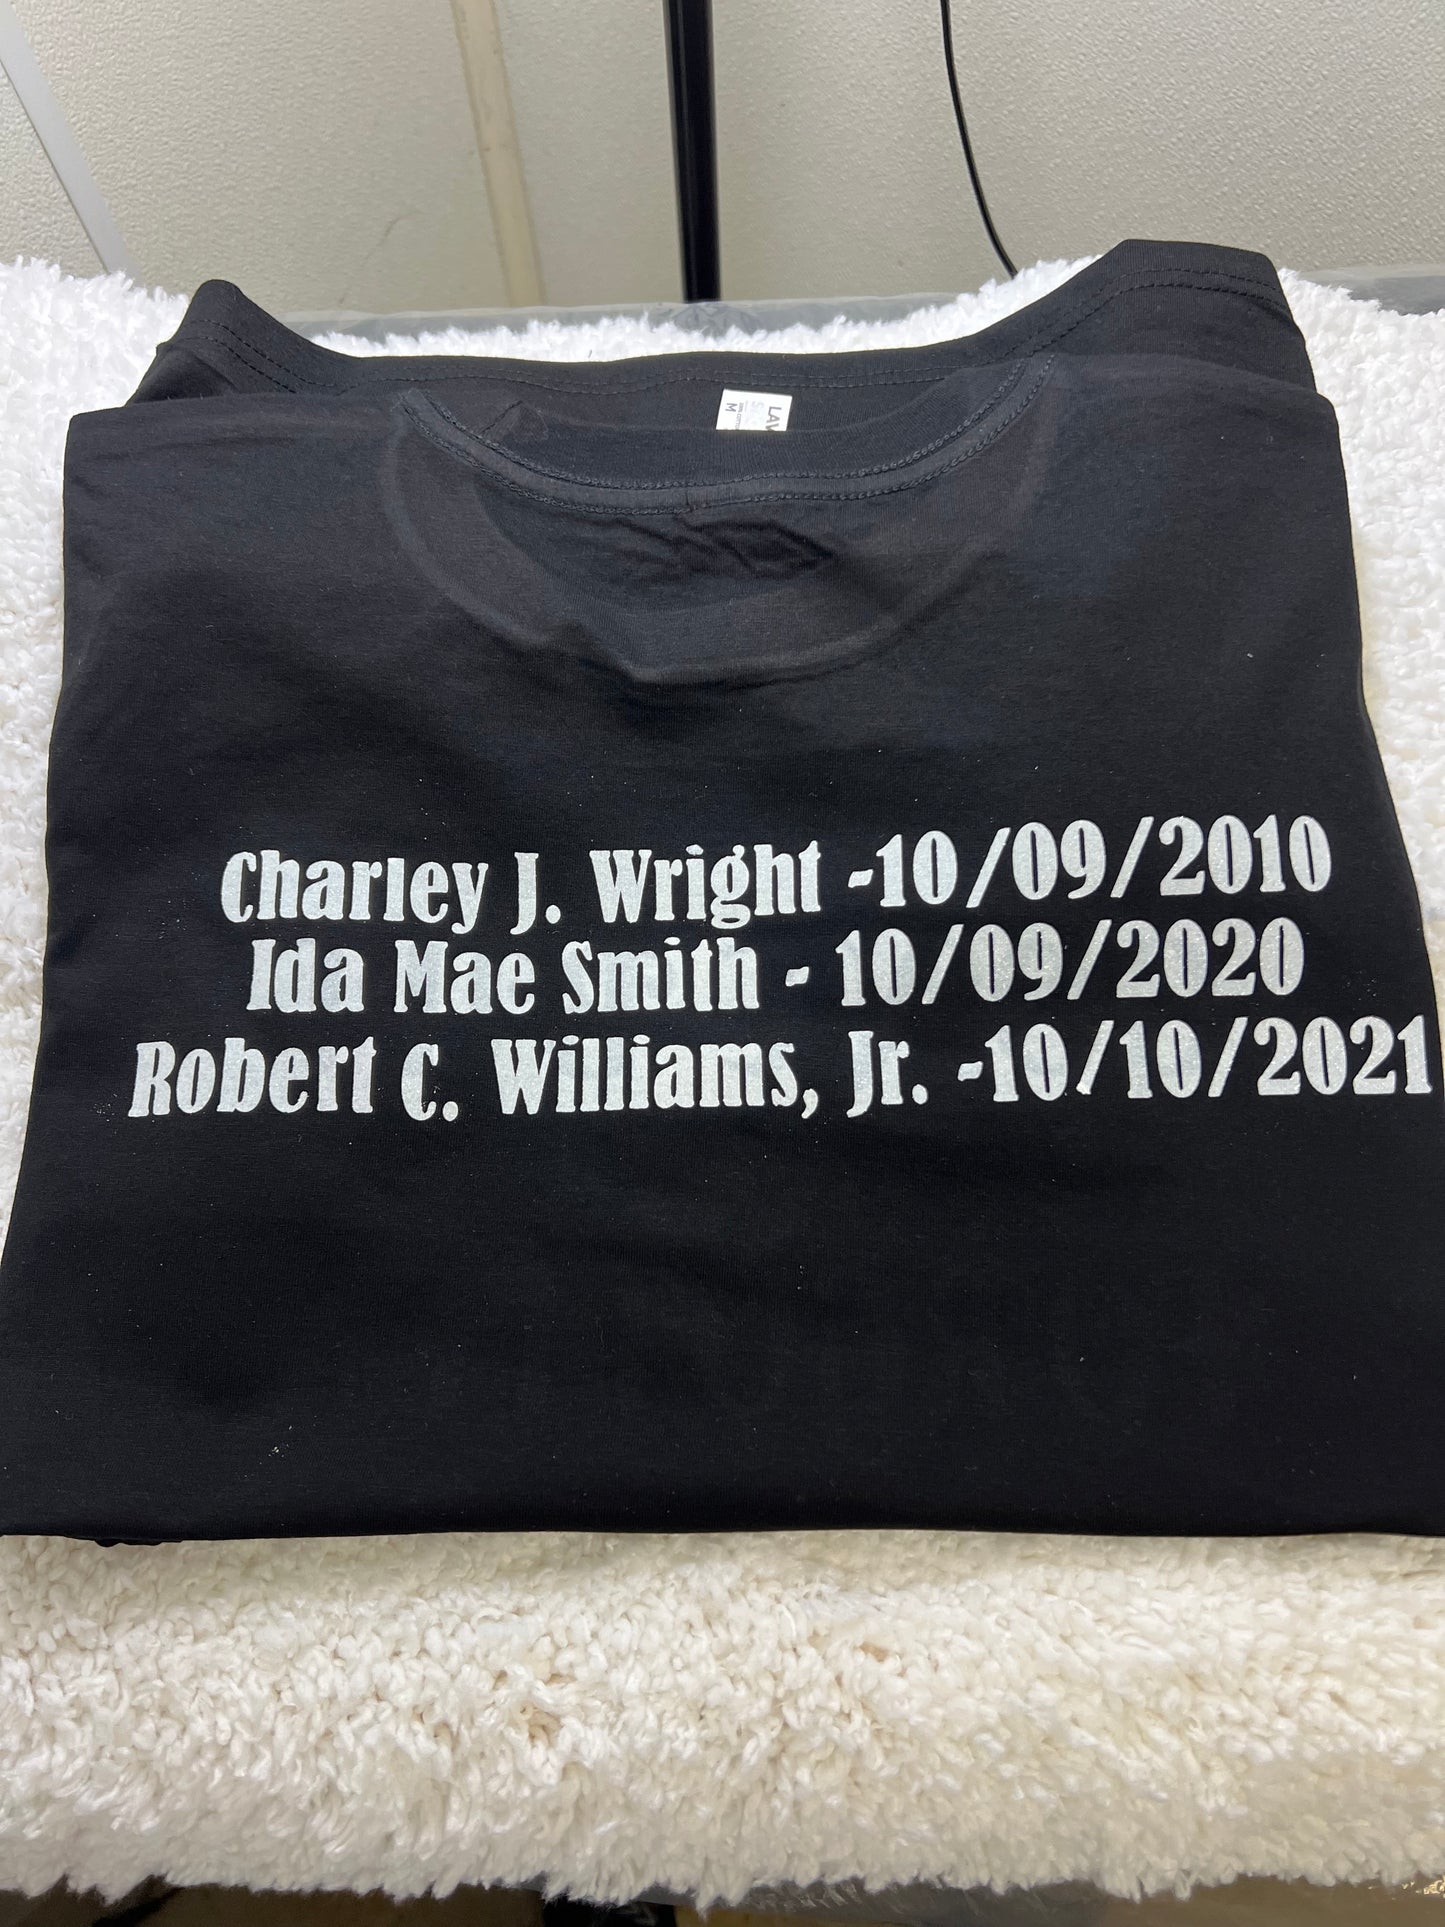 M
Charley J. Wright -10/09/2010
Ida Mae Smith - 10/09/2020
Robert C. Williams, Jr. -10/10/2021